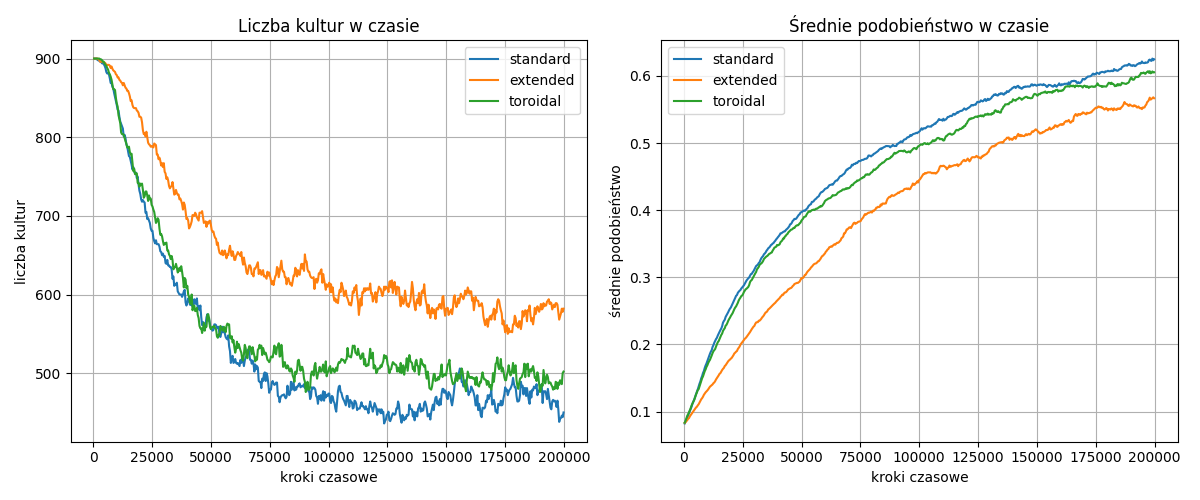 Liczba kultur w czasie
liczba kultur
900
800
700
600
500
standard
extended
toroidal
0 25000 50000 75000 100000 125000 150000 175000 200000
kroki czasowe
Średnie podobieństwo w czasie
średnie podobieństwo
0.6
0.5
0.4
0.3
0.2
0.1
standard
extended
toroidal
0 25000 50000 75000 100000 125000 150000 175000 200000
kroki czasowe